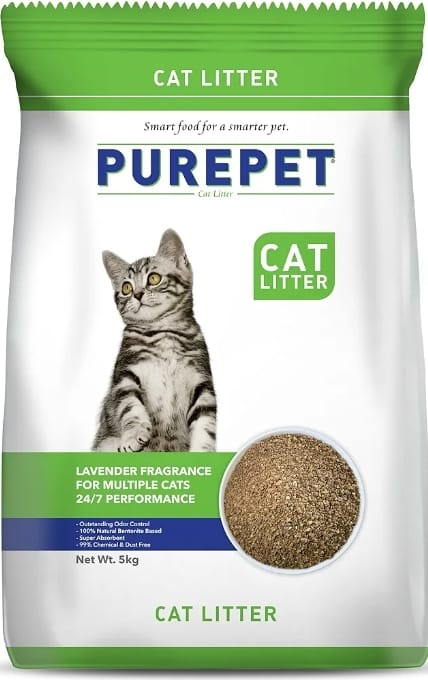 CAT LITTER
Smart food for a smarter pet.
PUREPET®
Cat Litter
CAT
LITTER
LAVENDER FRAGRANCE
FOR MULTIPLE CATS
24/7 PERFORMANCE
- Outstanding Odor Control
- 100% Natural Bentonite Based
- Super Absorbent
- 99% Chemical & Dust Free
Net Wt. 5kg
CAT LITTER